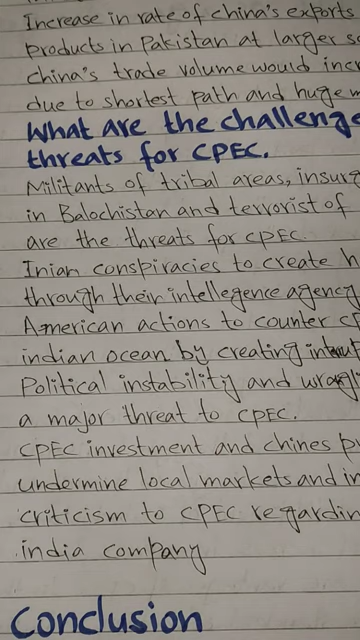 Increase in rate of china's exports
products in Pakistan at larger
china's trade volume would
due to shortest path and huge
What are the challenge
threats for CPEC.
Militants of tribal areas,
in Balochistan and terrorist of
are the threats for CPEC.
Inian conspiracies to create
through their intellegence agency
American actions to counter
indian ocean by creating
Political instability and
a major threat to CPEC.
CPEC investment and chines
undermine local markets and
criticism to CPEC
india company
Conclusion